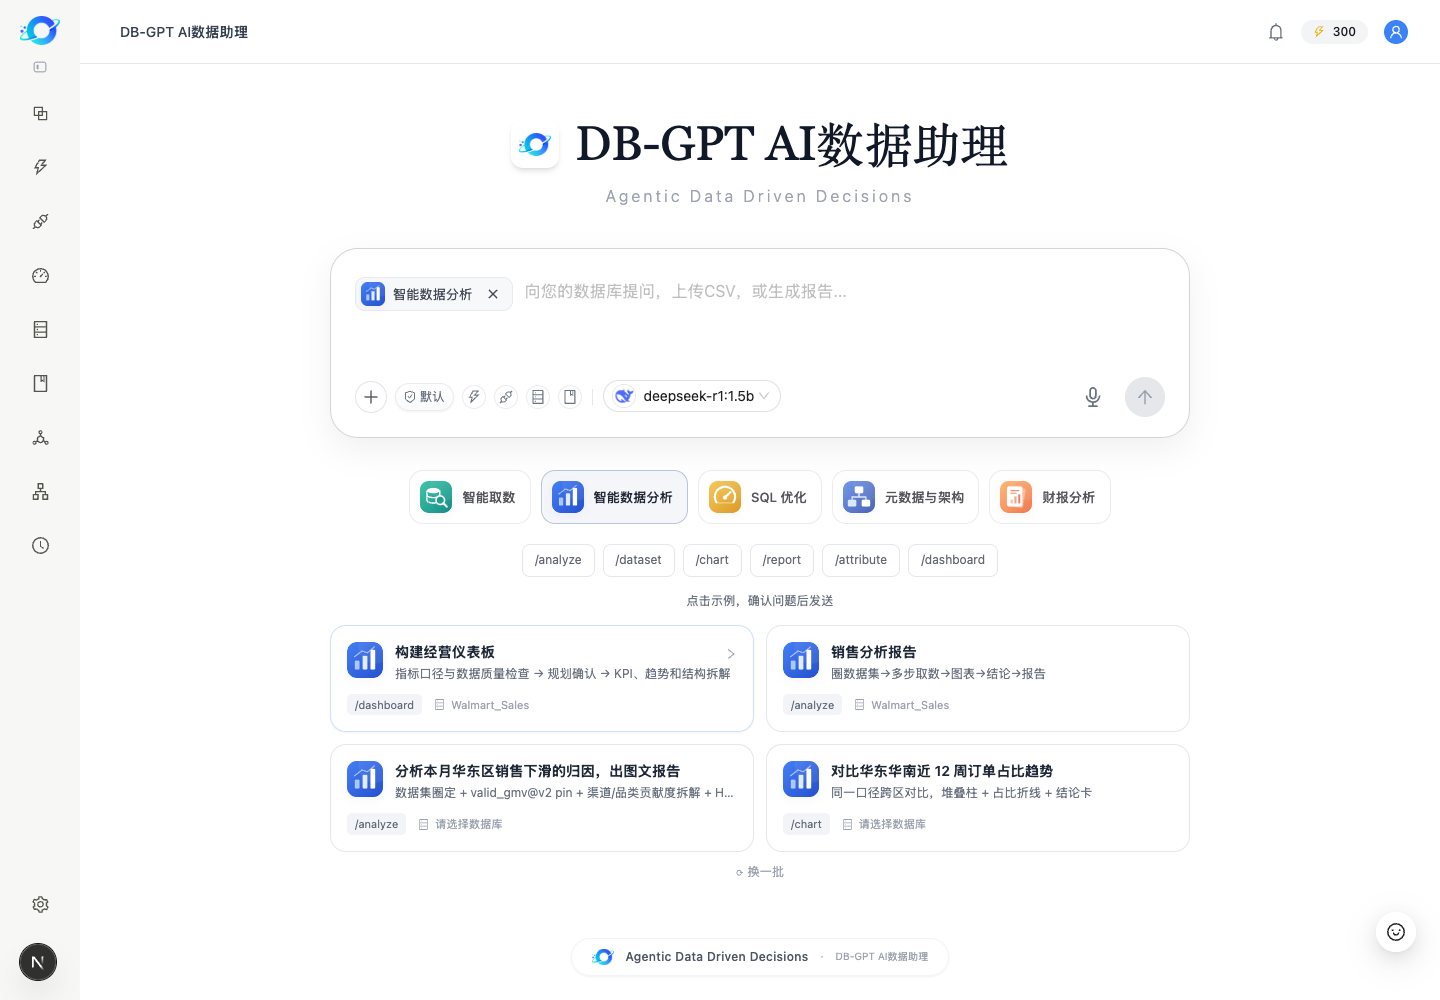 DB-GPT AI数据助理
300
DB-GPT AI数据助理
Agentic Data Driven Decisions
智能数据分析
向您的数据库提问，上传CSV，或生成报告...
默认
deepseek-r1:1.5b
智能取数
智能数据分析
SQL 优化
元数据与架构
财报分析
/analyze
/dataset
/chart
/report
/attribute
/dashboard
点击示例，确认问题后发送
构建经营仪表板
指标口径与数据质量检查 → 规划确认 → KPI、趋势和结构拆解
/dashboard
Walmart_Sales
销售分析报告
圈数据集→多步取数→图表→结论→报告
/analyze
Walmart_Sales
分析本月华东区销售下滑的归因，出图文报告
数据集圈定 + valid_gmv@v2 pin + 渠道/品类贡献度拆解 + H...
/analyze
请选择数据库
对比华东华南近 12 周订单占比趋势
同一口径跨区对比，堆叠柱 + 占比折线 + 结论卡
/chart
请选择数据库
换一批
N
Agentic Data Driven Decisions · DB-GPT AI数据助理